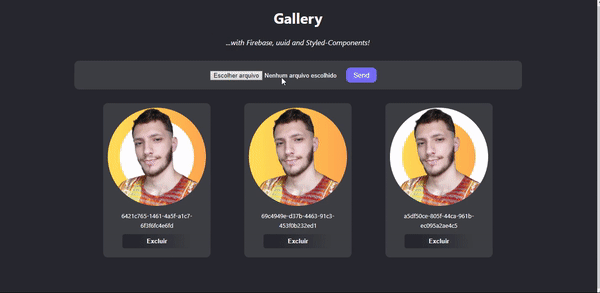 Gallery
...with Firebase, uuid and Styled-Components!
Escolher arquivo Nenhum arquivo escolhido Send
6421c765-1461-4a5f-a1c7-
6f3f6fc4e6fd
Excluir
69c4949e-d37b-4463-91c3-
453f0b232ed1
Excluir
a5df50ce-805f-44ca-961b-
ec095a2ae4c5
Excluir